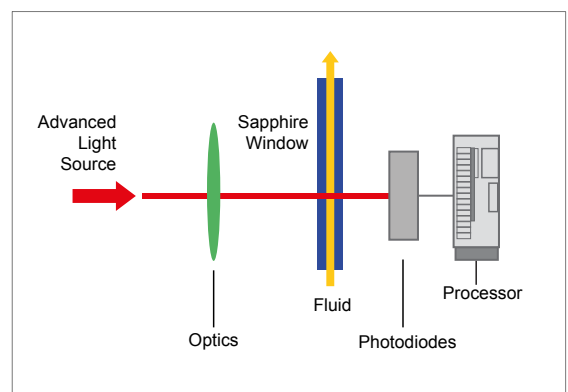 Advanced
Light
Source
Sapphire
Window
Fluid
Processor
Optics
Photodiodes